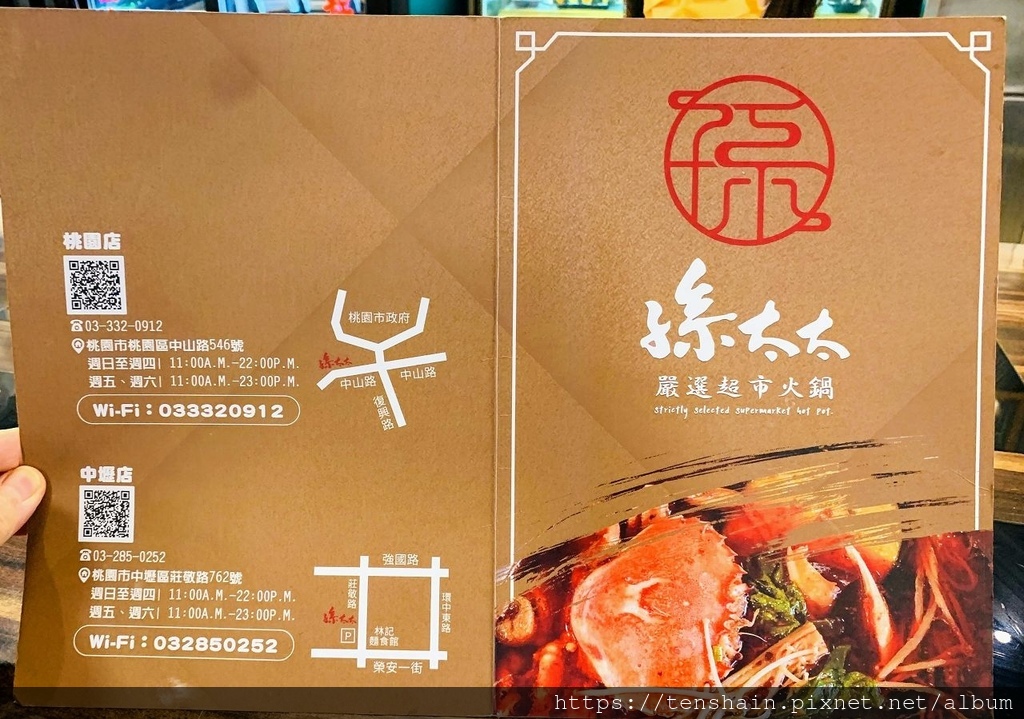 桃園店
☎03-332-0912
桃園市桃園區中山路546號
週日至週四| 11:00A.M.-22:00P.M.
週五、週六| 11:00A.M.-23:00P.M.
Wi-Fi：033320912
桃園市政府
孫太太
中山路
中山路
復興路
中壢店
☎03-285-0252
桃園市中壢區莊敬路762號
週日至週四| 11:00A.M.-22:00P.M.
週五、週六| 11:00A.M.-23:00P.M.
Wi-Fi：032850252
強國路
莊敬路
環中東路
孫太太
P
林記
麵食館
榮安一街
孫
孫太太
嚴選超市火鍋
strictly selected supermarket hot pot.
https://tenshain.pixnet.net/album